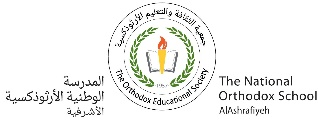 جمعية الثقافة والتعليم الأرثوذكسية
The Orthodox Educational Society
المدرسة
الوطنية الأرثوذكسية
الأشرفية
The National
Orthodox School
AlAshrafiyeh